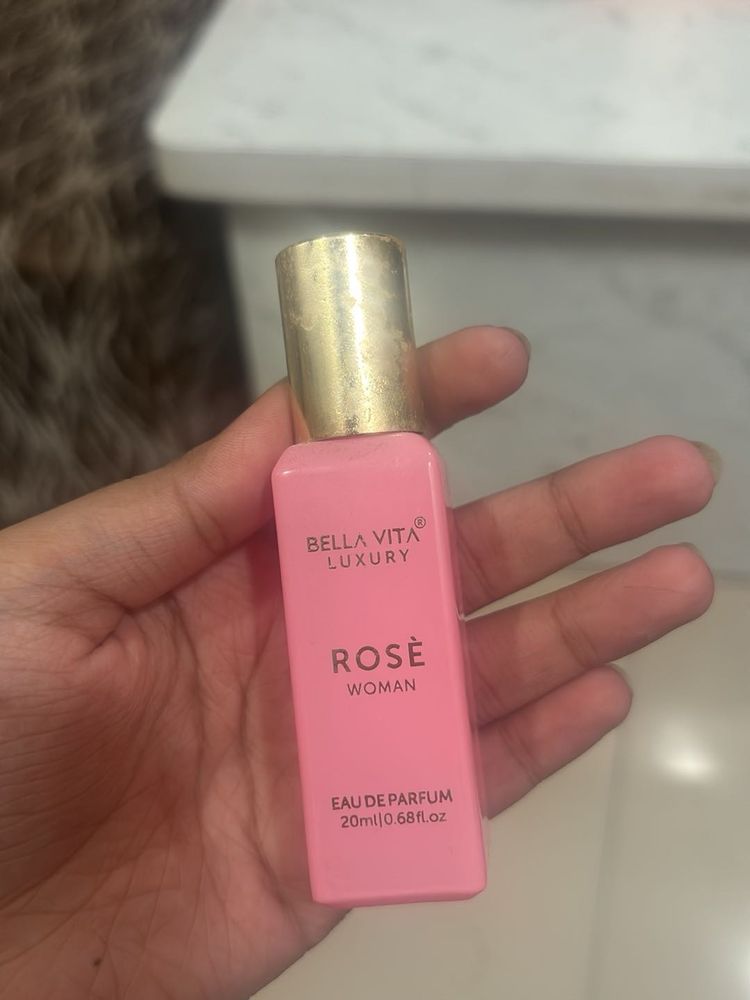 BELLA VITA®
LUXURY
ROSÈ
WOMAN
EAU DE PARFUM
20ml|0.68fl.oz